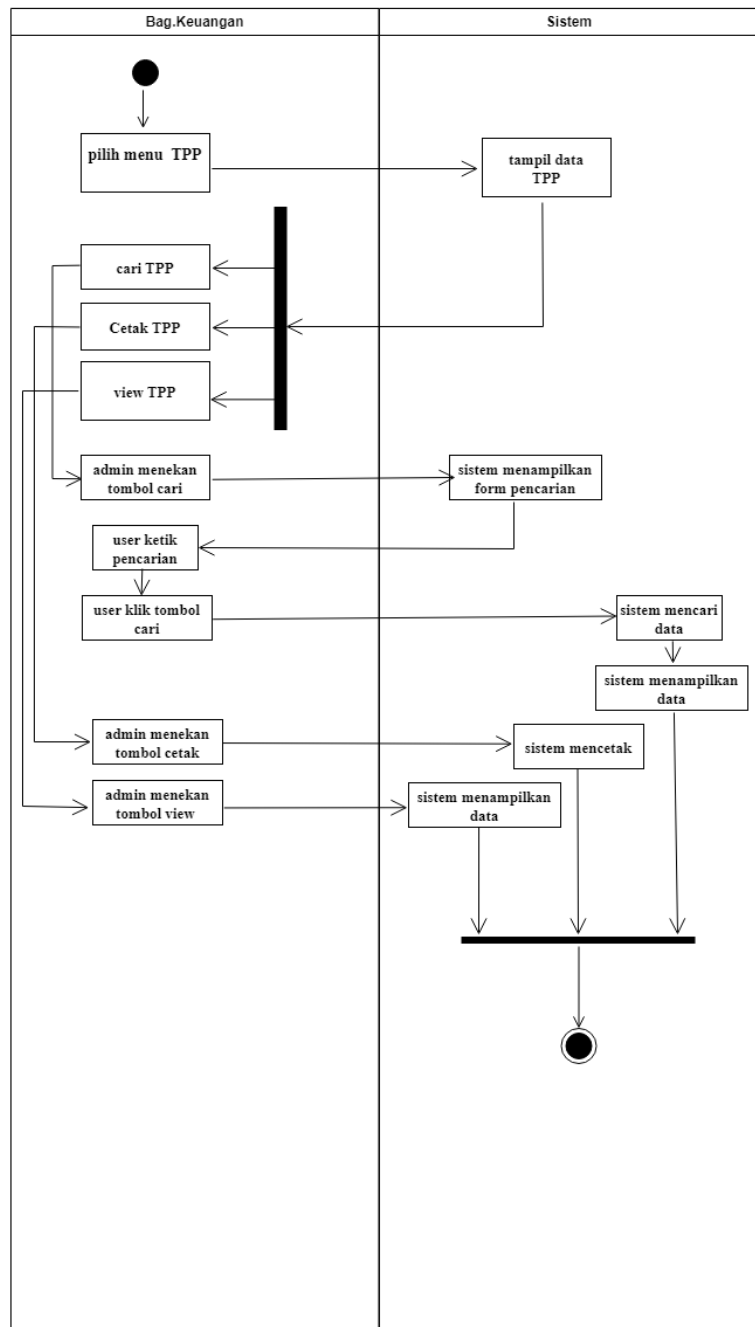 Bag.Keuangan
Sistem
pilih menu TPP
tampil data
TPP
cari TPP
Cetak TPP
view TPP
admin menekan
tombol cari
sistem menampilkan
form pencarian
user ketik
pencarian
user klik tombol
cari
sistem mencari
data
sistem menampilkan
data
admin menekan
tombol cetak
sistem mencetak
admin menekan
tombol view
sistem menampilkan
data